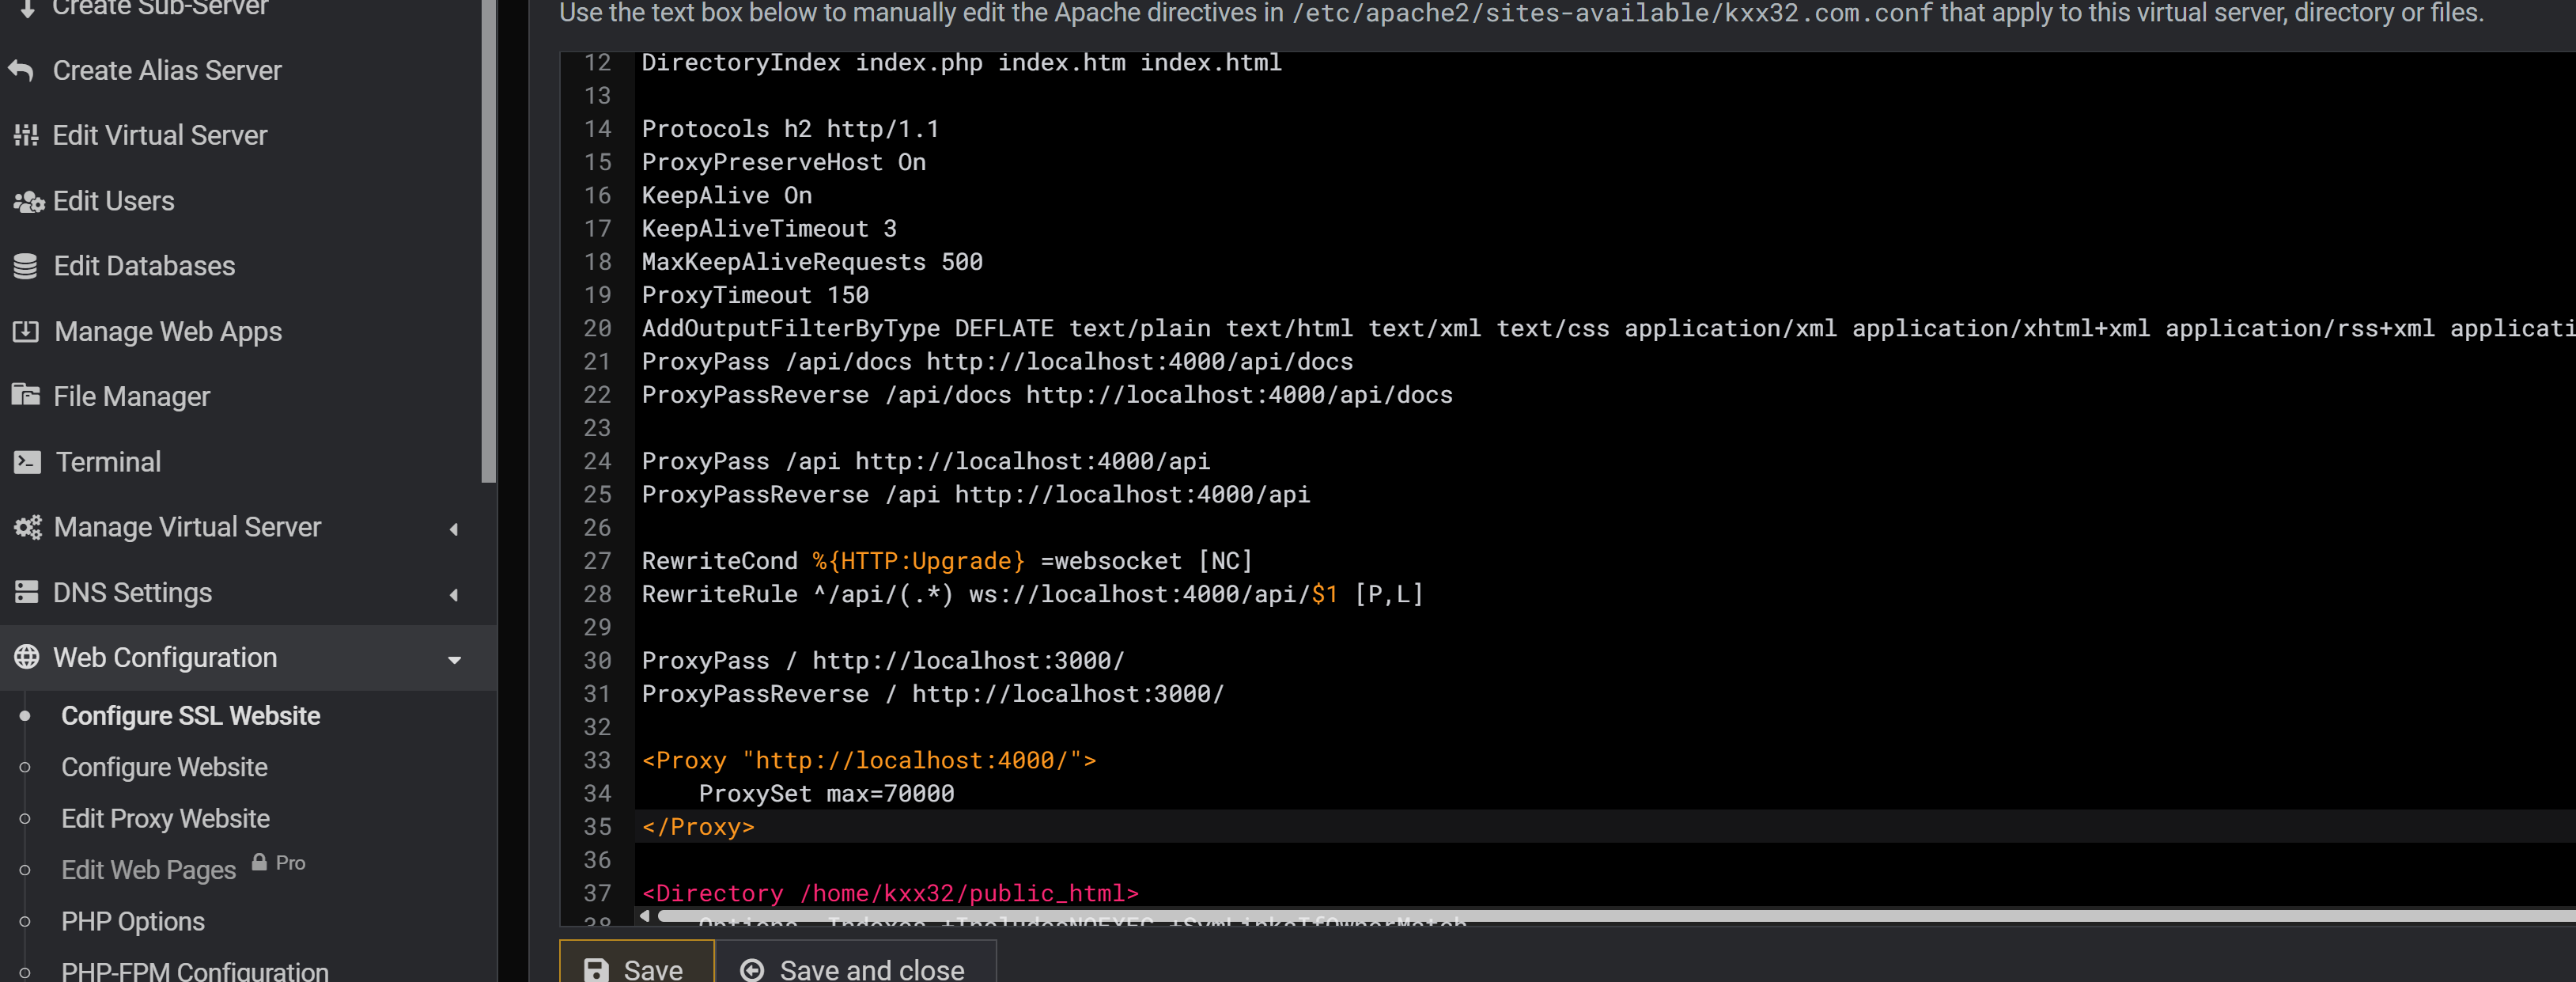 Create Sub-Server
Create Alias Server
Edit Virtual Server
Edit Users
Edit Databases
Manage Web Apps
File Manager
Terminal
Manage Virtual Server
DNS Settings
Web Configuration
Configure SSL Website
Configure Website
Edit Proxy Website
Edit Web Pages Pro
PHP Options
PHP-FPM Configuration
Use the text box below to manually edit the Apache directives in /etc/apache2/sites-available/kxx32.com.conf that apply to this virtual server, directory or files.
12 DirectoryIndex index.php index.htm index.html
13
14 Protocols h2 http/1.1
15 ProxyPreserveHost On
16 KeepAlive On
17 KeepAliveTimeout 3
18 MaxKeepAliveRequests 500
19 ProxyTimeout 150
20 AddOutputFilterByType DEFLATE text/plain text/html text/xml text/css application/xml application/xhtml+xml application/rss+xml applicati
21 ProxyPass /api/docs http://localhost:4000/api/docs
22 ProxyPassReverse /api/docs http://localhost:4000/api/docs
23
24 ProxyPass /api http://localhost:4000/api
25 ProxyPassReverse /api http://localhost:4000/api
26
27 RewriteCond %{HTTP:Upgrade} =websocket [NC]
28 RewriteRule ^/api/(.*) ws://localhost:4000/api/$1 [P,L]
29
30 ProxyPass / http://localhost:3000/
31 ProxyPassReverse / http://localhost:3000/
32
33 <Proxy "http://localhost:4000/">
34 ProxySet max=70000
35 </Proxy>
36
37 <Directory /home/kxx32/public_html>
38 Options -Indexes +IncludesNOEXEC +SymLinksIfOwnerMatch
Save
Save and close